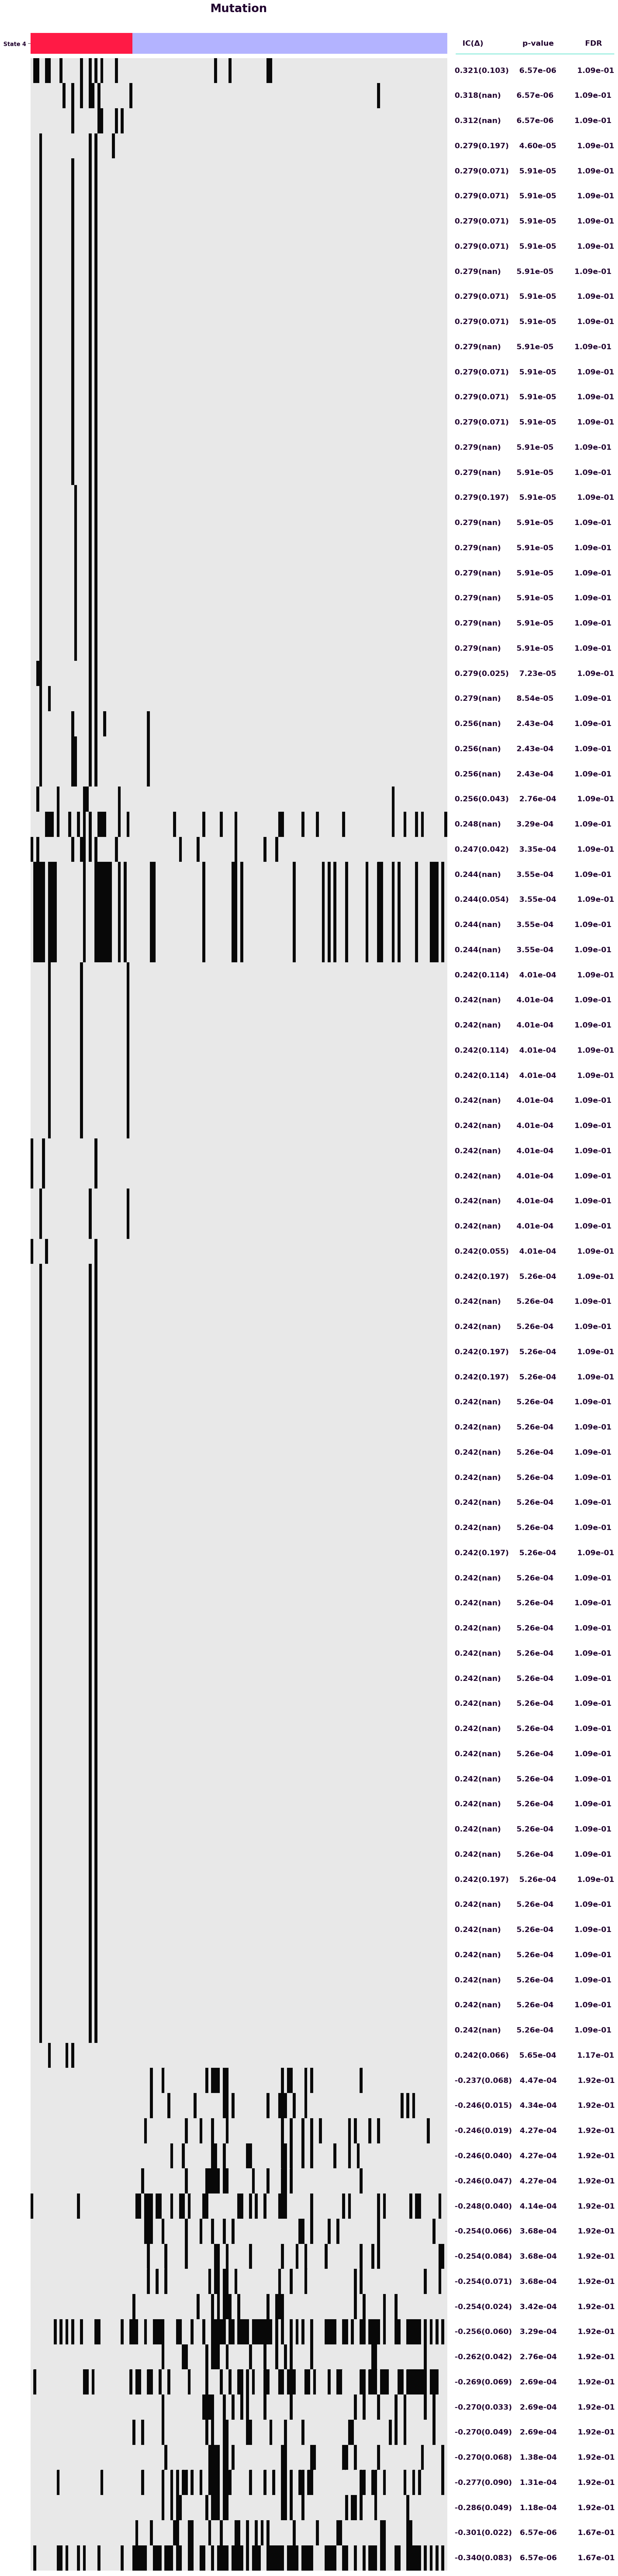 Mutation
State 4 IC(Δ) p-value FDR
0.321(0.103) 6.57e-06 1.09e-01
0.318(nan) 6.57e-06 1.09e-01
0.312(nan) 6.57e-06 1.09e-01
0.279(0.197) 4.60e-05 1.09e-01
0.279(0.071) 5.91e-05 1.09e-01
0.279(0.071) 5.91e-05 1.09e-01
0.279(0.071) 5.91e-05 1.09e-01
0.279(0.071) 5.91e-05 1.09e-01
0.279(nan) 5.91e-05 1.09e-01
0.279(0.071) 5.91e-05 1.09e-01
0.279(0.071) 5.91e-05 1.09e-01
0.279(nan) 5.91e-05 1.09e-01
0.279(0.071) 5.91e-05 1.09e-01
0.279(0.071) 5.91e-05 1.09e-01
0.279(0.071) 5.91e-05 1.09e-01
0.279(nan) 5.91e-05 1.09e-01
0.279(nan) 5.91e-05 1.09e-01
0.279(0.197) 5.91e-05 1.09e-01
0.279(nan) 5.91e-05 1.09e-01
0.279(nan) 5.91e-05 1.09e-01
0.279(nan) 5.91e-05 1.09e-01
0.279(nan) 5.91e-05 1.09e-01
0.279(nan) 5.91e-05 1.09e-01
0.279(nan) 5.91e-05 1.09e-01
0.279(0.025) 7.23e-05 1.09e-01
0.279(nan) 8.54e-05 1.09e-01
0.256(nan) 2.43e-04 1.09e-01
0.256(nan) 2.43e-04 1.09e-01
0.256(nan) 2.43e-04 1.09e-01
0.256(0.043) 2.76e-04 1.09e-01
0.248(nan) 3.29e-04 1.09e-01
0.247(0.042) 3.35e-04 1.09e-01
0.244(nan) 3.55e-04 1.09e-01
0.244(0.054) 3.55e-04 1.09e-01
0.244(nan) 3.55e-04 1.09e-01
0.244(nan) 3.55e-04 1.09e-01
0.242(0.114) 4.01e-04 1.09e-01
0.242(nan) 4.01e-04 1.09e-01
0.242(nan) 4.01e-04 1.09e-01
0.242(0.114) 4.01e-04 1.09e-01
0.242(0.114) 4.01e-04 1.09e-01
0.242(nan) 4.01e-04 1.09e-01
0.242(nan) 4.01e-04 1.09e-01
0.242(nan) 4.01e-04 1.09e-01
0.242(nan) 4.01e-04 1.09e-01
0.242(nan) 4.01e-04 1.09e-01
0.242(nan) 4.01e-04 1.09e-01
0.242(0.055) 4.01e-04 1.09e-01
0.242(0.197) 5.26e-04 1.09e-01
0.242(nan) 5.26e-04 1.09e-01
0.242(nan) 5.26e-04 1.09e-01
0.242(0.197) 5.26e-04 1.09e-01
0.242(0.197) 5.26e-04 1.09e-01
0.242(nan) 5.26e-04 1.09e-01
0.242(nan) 5.26e-04 1.09e-01
0.242(nan) 5.26e-04 1.09e-01
0.242(nan) 5.26e-04 1.09e-01
0.242(nan) 5.26e-04 1.09e-01
0.242(nan) 5.26e-04 1.09e-01
0.242(0.197) 5.26e-04 1.09e-01
0.242(nan) 5.26e-04 1.09e-01
0.242(nan) 5.26e-04 1.09e-01
0.242(nan) 5.26e-04 1.09e-01
0.242(nan) 5.26e-04 1.09e-01
0.242(nan) 5.26e-04 1.09e-01
0.242(nan) 5.26e-04 1.09e-01
0.242(nan) 5.26e-04 1.09e-01
0.242(nan) 5.26e-04 1.09e-01
0.242(nan) 5.26e-04 1.09e-01
0.242(nan) 5.26e-04 1.09e-01
0.242(nan) 5.26e-04 1.09e-01
0.242(nan) 5.26e-04 1.09e-01
0.242(0.197) 5.26e-04 1.09e-01
0.242(nan) 5.26e-04 1.09e-01
0.242(nan) 5.26e-04 1.09e-01
0.242(nan) 5.26e-04 1.09e-01
0.242(nan) 5.26e-04 1.09e-01
0.242(nan) 5.26e-04 1.09e-01
0.242(nan) 5.26e-04 1.09e-01
0.242(0.066) 5.65e-04 1.17e-01
-0.237(0.068) 4.47e-04 1.92e-01
-0.246(0.015) 4.34e-04 1.92e-01
-0.246(0.019) 4.27e-04 1.92e-01
-0.246(0.040) 4.27e-04 1.92e-01
-0.246(0.047) 4.27e-04 1.92e-01
-0.248(0.040) 4.14e-04 1.92e-01
-0.254(0.066) 3.68e-04 1.92e-01
-0.254(0.084) 3.68e-04 1.92e-01
-0.254(0.071) 3.68e-04 1.92e-01
-0.254(0.024) 3.42e-04 1.92e-01
-0.256(0.060) 3.29e-04 1.92e-01
-0.262(0.042) 2.76e-04 1.92e-01
-0.269(0.069) 2.69e-04 1.92e-01
-0.270(0.033) 2.69e-04 1.92e-01
-0.270(0.049) 2.69e-04 1.92e-01
-0.270(0.068) 1.38e-04 1.92e-01
-0.277(0.090) 1.31e-04 1.92e-01
-0.286(0.049) 1.18e-04 1.92e-01
-0.301(0.022) 6.57e-06 1.67e-01
-0.340(0.083) 6.57e-06 1.67e-01